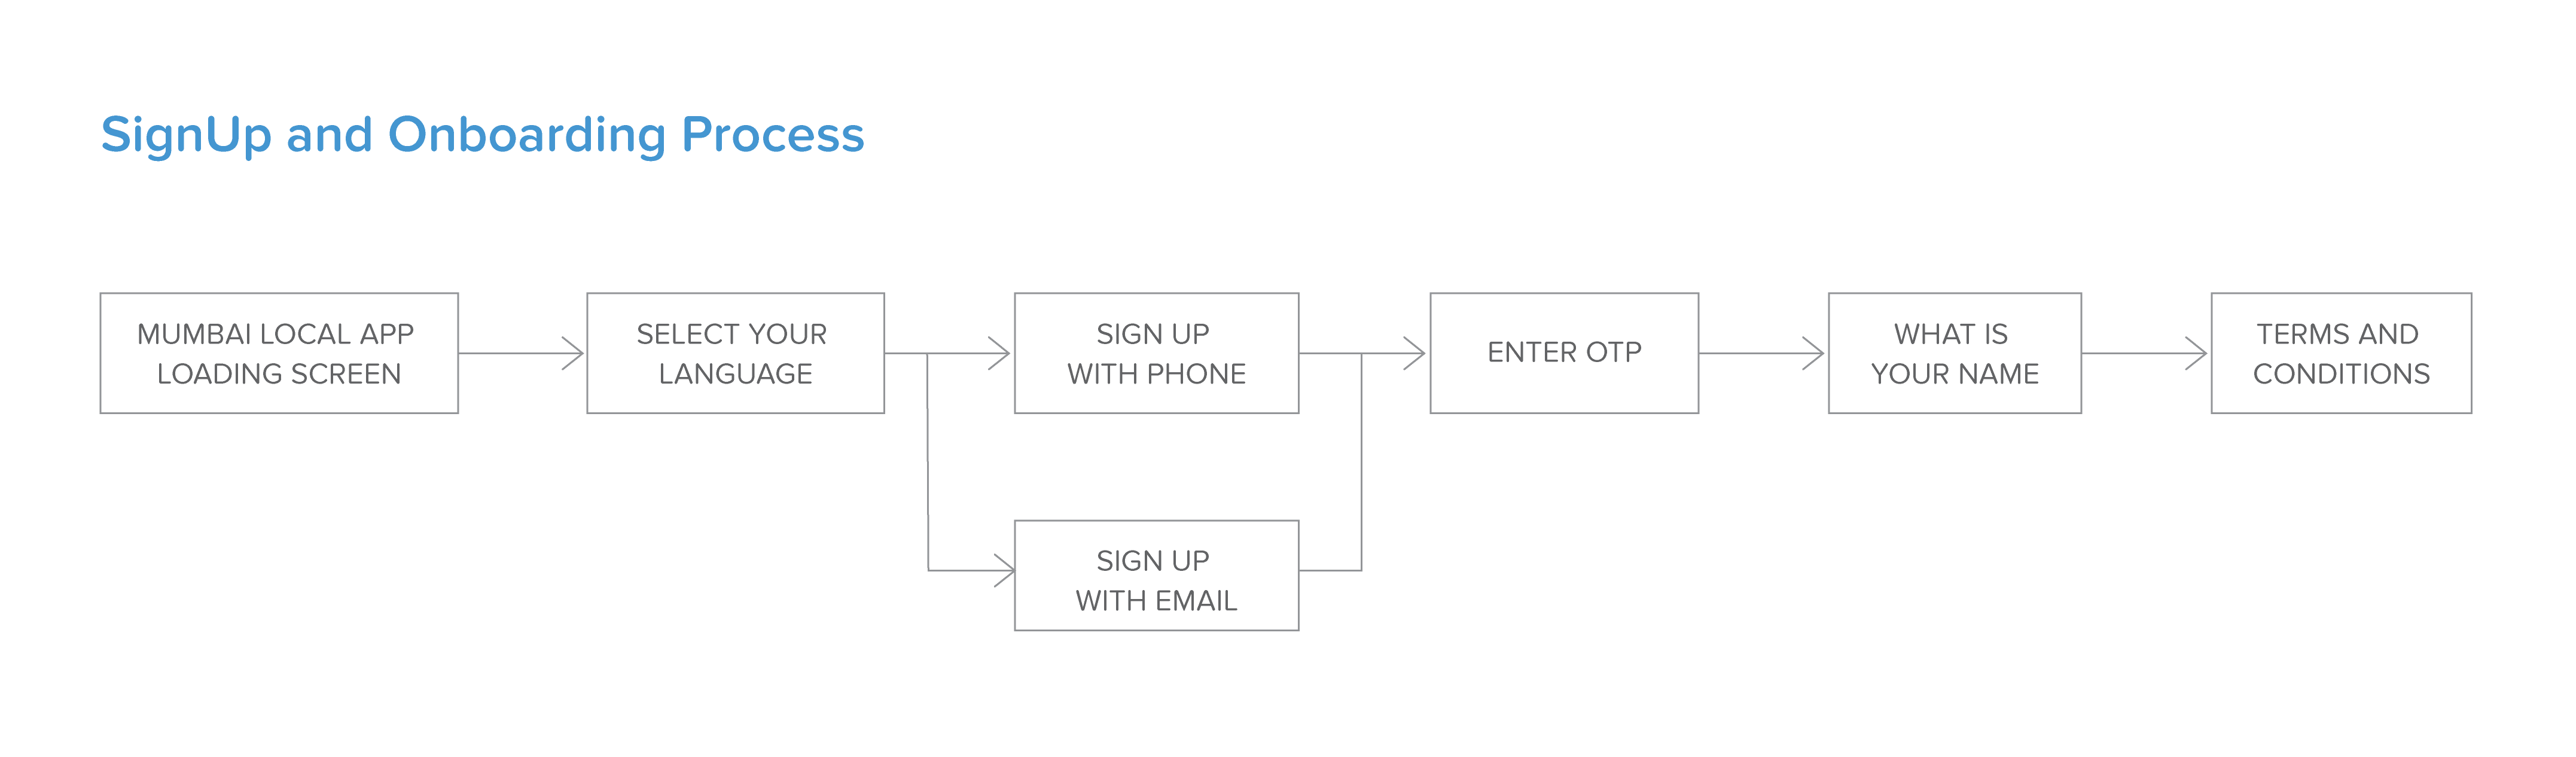 SignUp and Onboarding Process
MUMBAI LOCAL APP
LOADING SCREEN
SELECT YOUR
LANGUAGE
SIGN UP
WITH PHONE
ENTER OTP
WHAT IS
YOUR NAME
TERMS AND
CONDITIONS
SIGN UP
WITH EMAIL